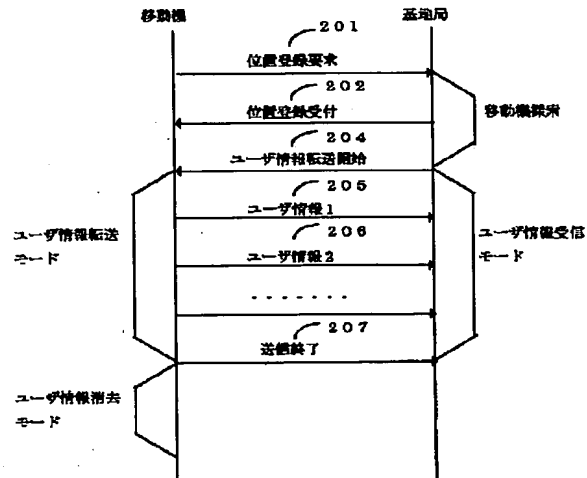 移動機
基地局
201
位置登録要求
202
位置登録受付
移動機探索
204
ユーザ情報転送開始
205
ユーザ情報1
ユーザ情報転送
モード
ユーザ情報受信
モード
206
ユーザ情報2
.......
207
送信終了
ユーザ情報消去
モード